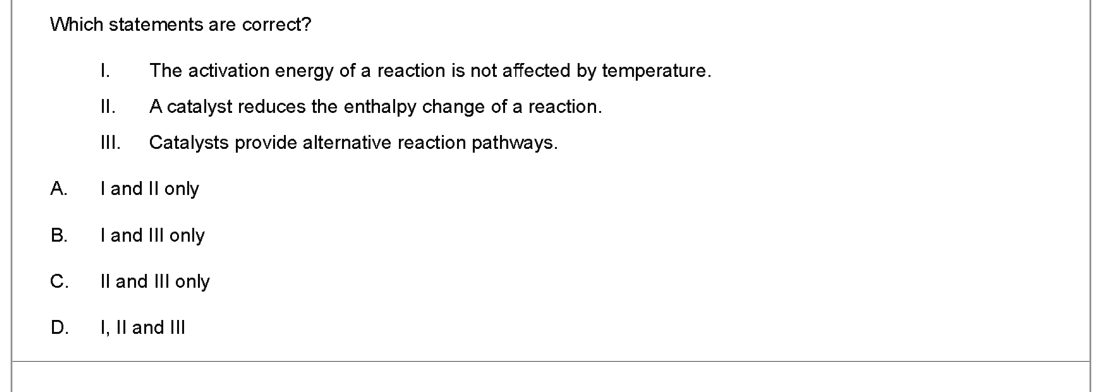 Which statements are correct?
I. The activation energy of a reaction is not affected by temperature.
II. A catalyst reduces the enthalpy change of a reaction.
III. Catalysts provide alternative reaction pathways.
A. I and II only
B. I and III only
C. II and III only
D. I, II and III